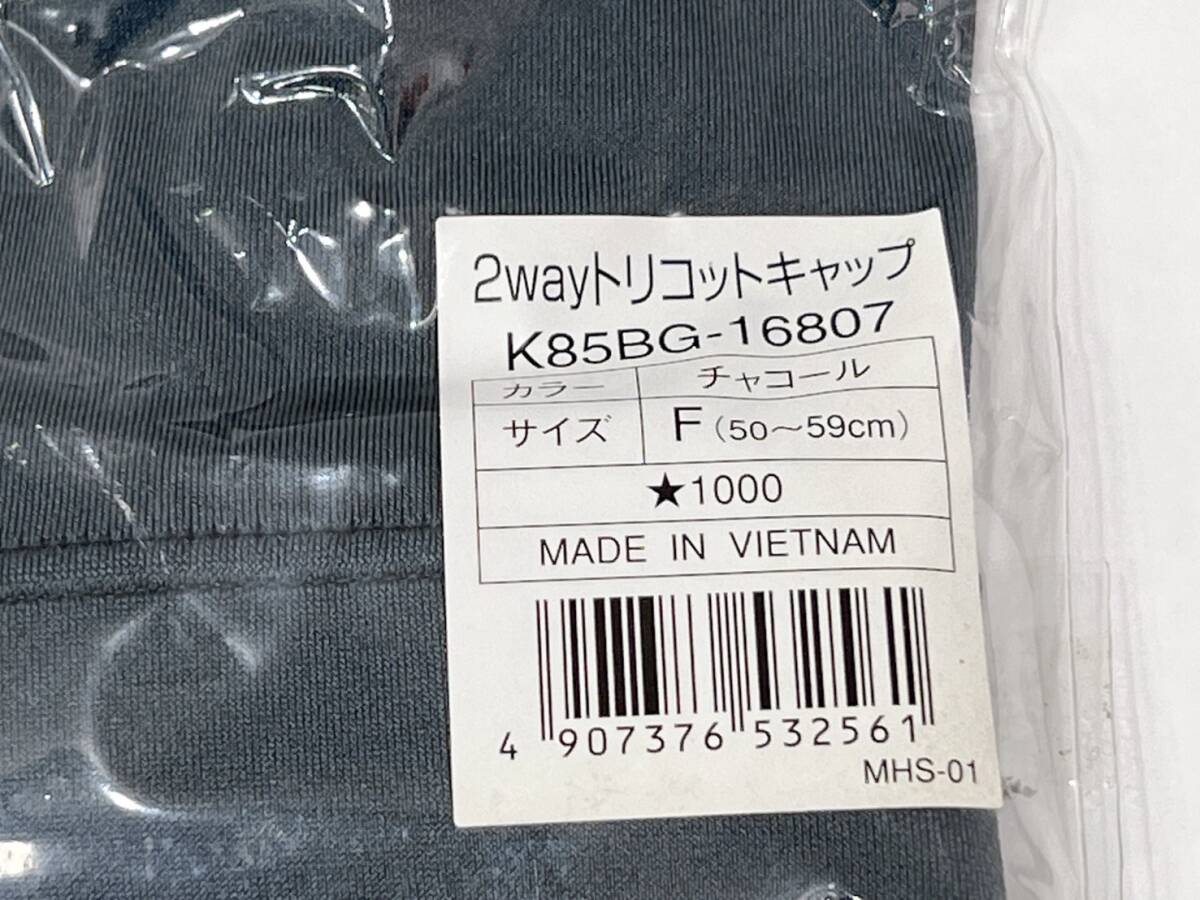 2wayトリコットキャップ
K85BG-16807
カラー チャコール
サイズ F(50〜59cm)
★1000
MADE IN VIETNAM
4 907376 532561
MHS-01